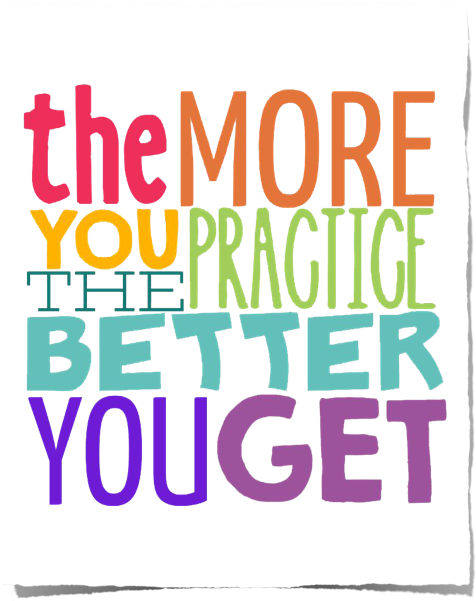 the MORE
YOU PRACTICE
THE
BETTER
YOU GET